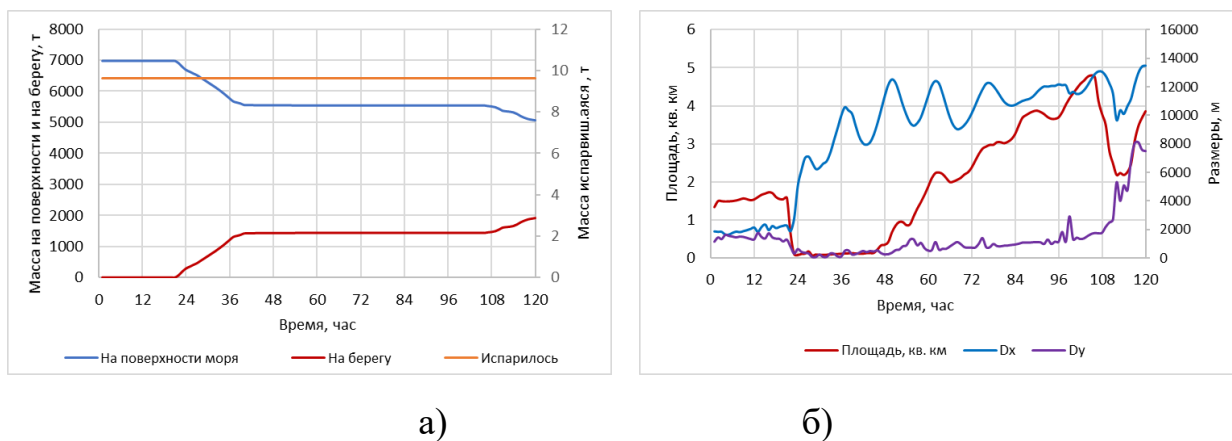 Масса на поверхности и на берегу, т
8000
7000
6000
5000
4000
3000
2000
1000
0
12
10
8
6
4
2
0
Масса испарвиш.аяся , т
0 12 24 36 48 60 72 84 96 108 120
Время, час
На поверхности моря На берегу Испарилось
а)
Площадь, кв. км
6
5
4
3
2
1
0
16000
14000
12000
10000
8000
6000
4000
2000
0
Размеры, м
0 12 24 36 48 60 72 84 96 108 120
Время, час
Площадь, кв. км Dx Dy
б)